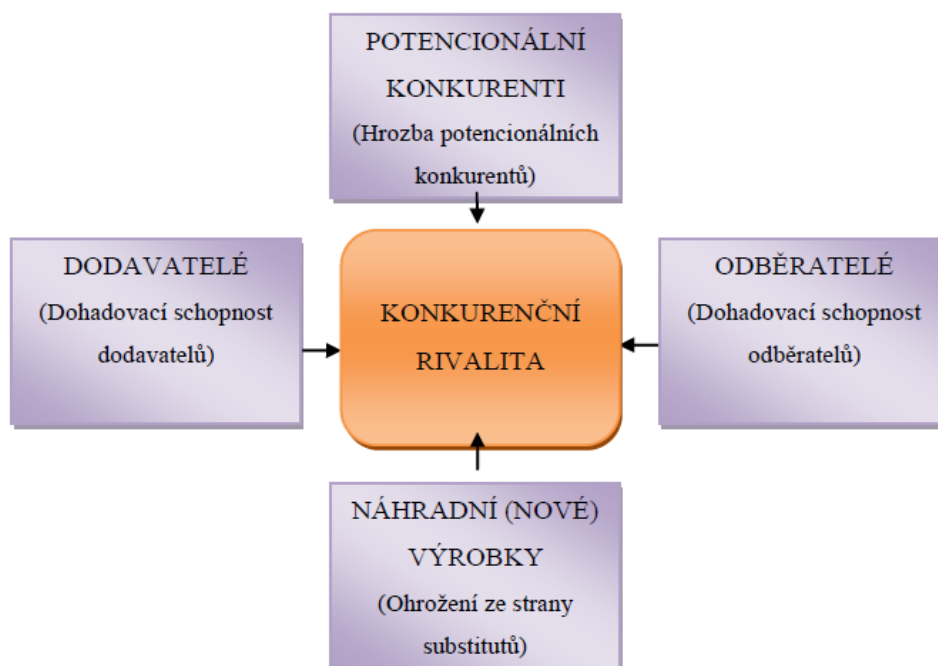 POTENCIONÁLNÍ
KONKURENTI
(Hrozba potencionálních
konkurentů)
DODAVATELÉ
(Dohadovací schopnost
dodavatelů)
KONKURENČNÍ
RIVALITA
ODBĚRATELÉ
(Dohadovací schopnost
odběratelů)
NÁHRADNÍ (NOVÉ)
VÝROBKY
(Ohrožení ze strany
substitutů)